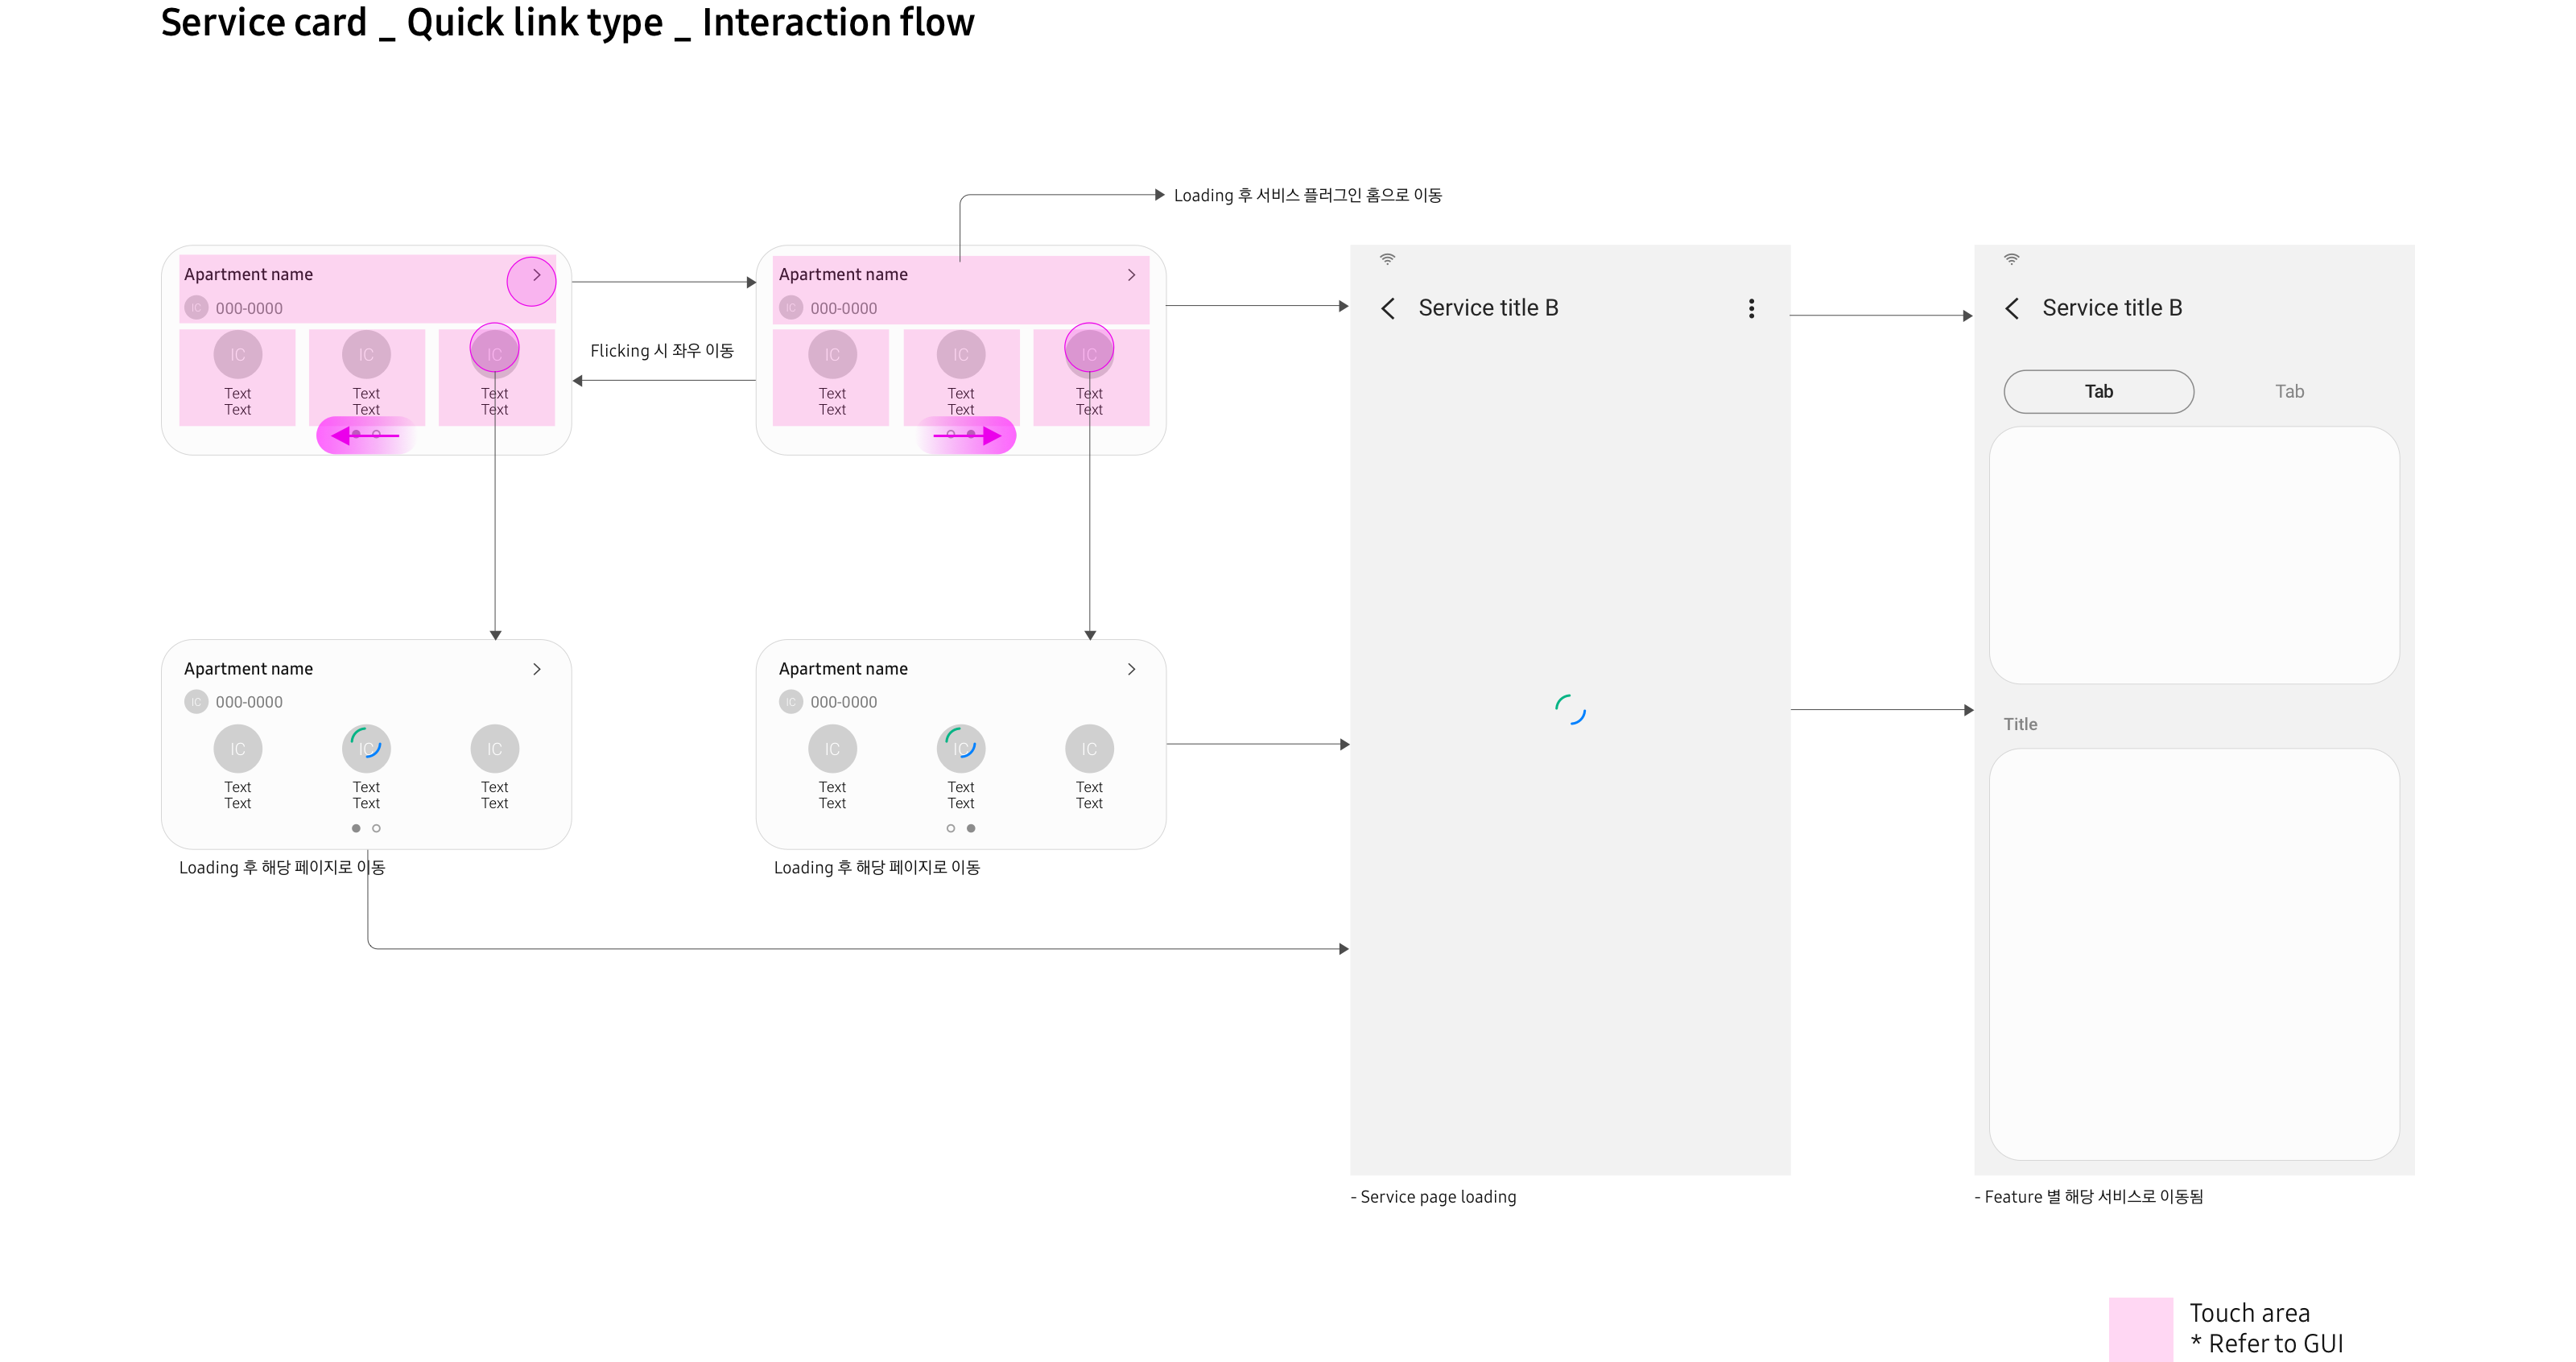 Service card _ Quick link type _ Interaction flow
Loading 후 서비스 플러그인 홈으로 이동
Apartment name
IC 000-0000
IC IC IC
Text Text Text
Text Text Text
Flicking 시 좌우 이동
Apartment name
IC 000-0000
IC IC IC
Text Text Text
Text Text Text
Apartment name
IC 000-0000
IC IC IC
Text Text Text
Text Text Text
Loading 후 해당 페이지로 이동
Apartment name
IC 000-0000
IC IC IC
Text Text Text
Text Text Text
Loading 후 해당 페이지로 이동
Service title B
- Service page loading
Service title B
Tab Tab
Title
- Feature 별 해당 서비스로 이동됨
Touch area
* Refer to GUI